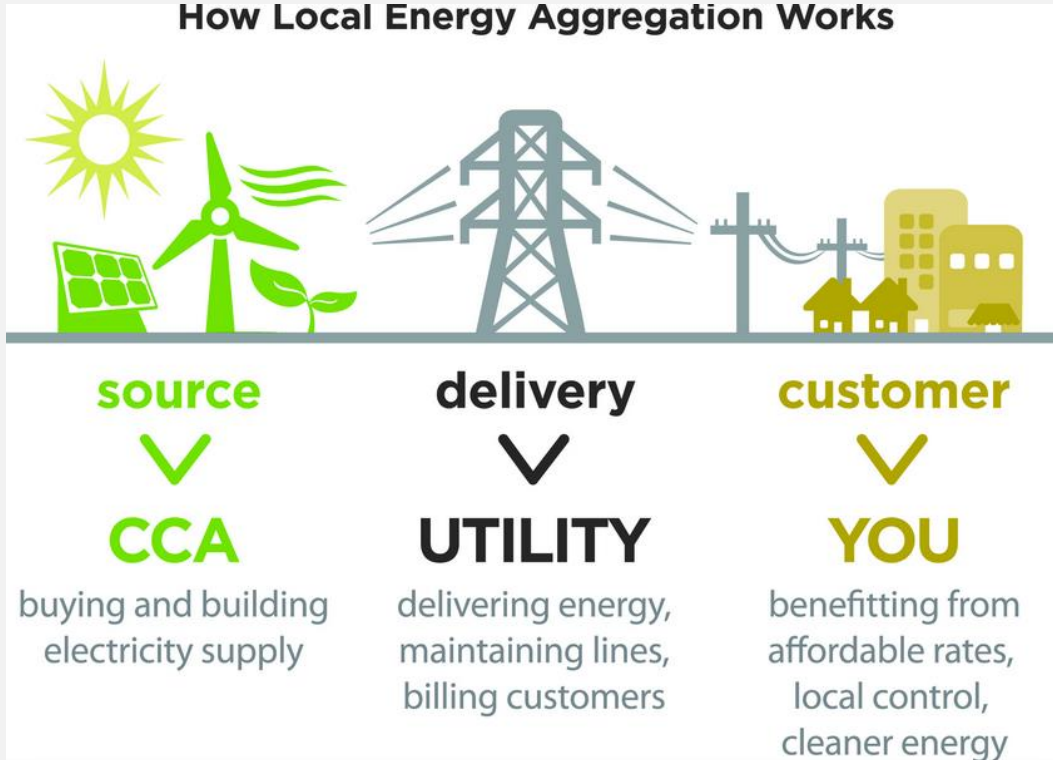 How Local Energy Aggregation Works
source
CCA
buying and building
electricity supply
delivery
UTILITY
delivering energy,
maintaining lines,
billing customers
customer
YOU
benefitting from
affordable rates,
local control,
cleaner energy